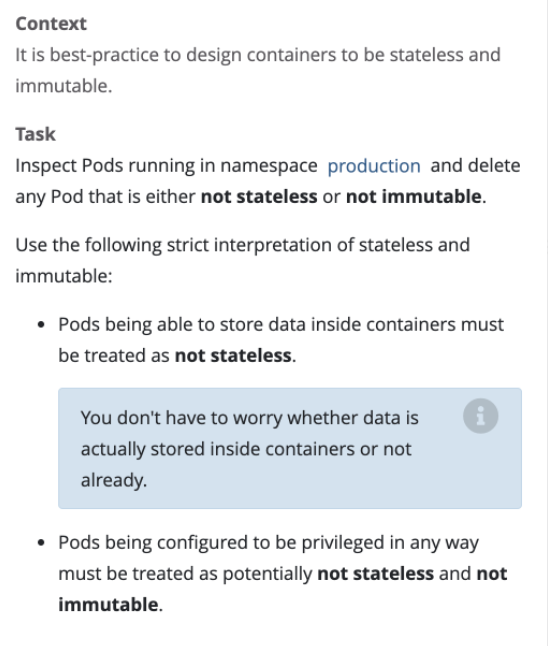 Context
It is best-practice to design containers to be stateless and
immutable.
Task
Inspect Pods running in namespace production and delete
any Pod that is either not stateless or not immutable.
Use the following strict interpretation of stateless and
immutable:
• Pods being able to store data inside containers must
be treated as not stateless.
You don't have to worry whether data is
actually stored inside containers or not
already.
• Pods being configured to be privileged in any way
must be treated as potentially not stateless and not
immutable.